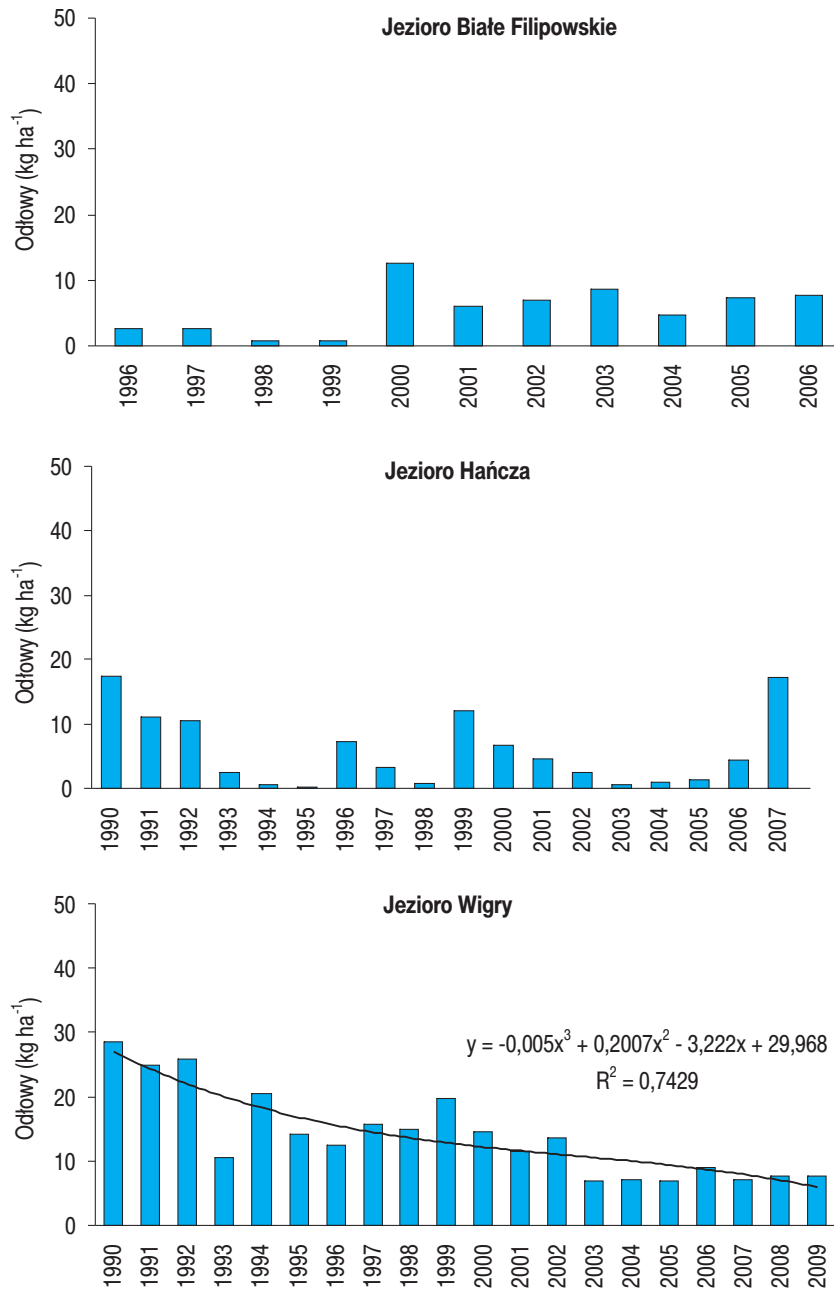 Jezioro Białe Filipowskie
Odłowy (kg ha⁻¹)
50
40
30
20
10
0
1996 1997 1998 1999 2000 2001 2002 2003 2004 2005 2006
Jezioro Hańcza
Odłowy (kg ha⁻¹)
50
40
30
20
10
0
1990 1991 1992 1993 1994 1995 1996 1997 1998 1999 2000 2001 2002 2003 2004 2005 2006 2007
Jezioro Wigry
Odłowy (kg ha⁻¹)
50
40
30
20
10
0
y = -0,005x³ + 0,2007x² - 3,222x + 29,968
R² = 0,7429
1990 1991 1992 1993 1994 1995 1996 1997 1998 1999 2000 2001 2002 2003 2004 2005 2006 2007 2008 2009